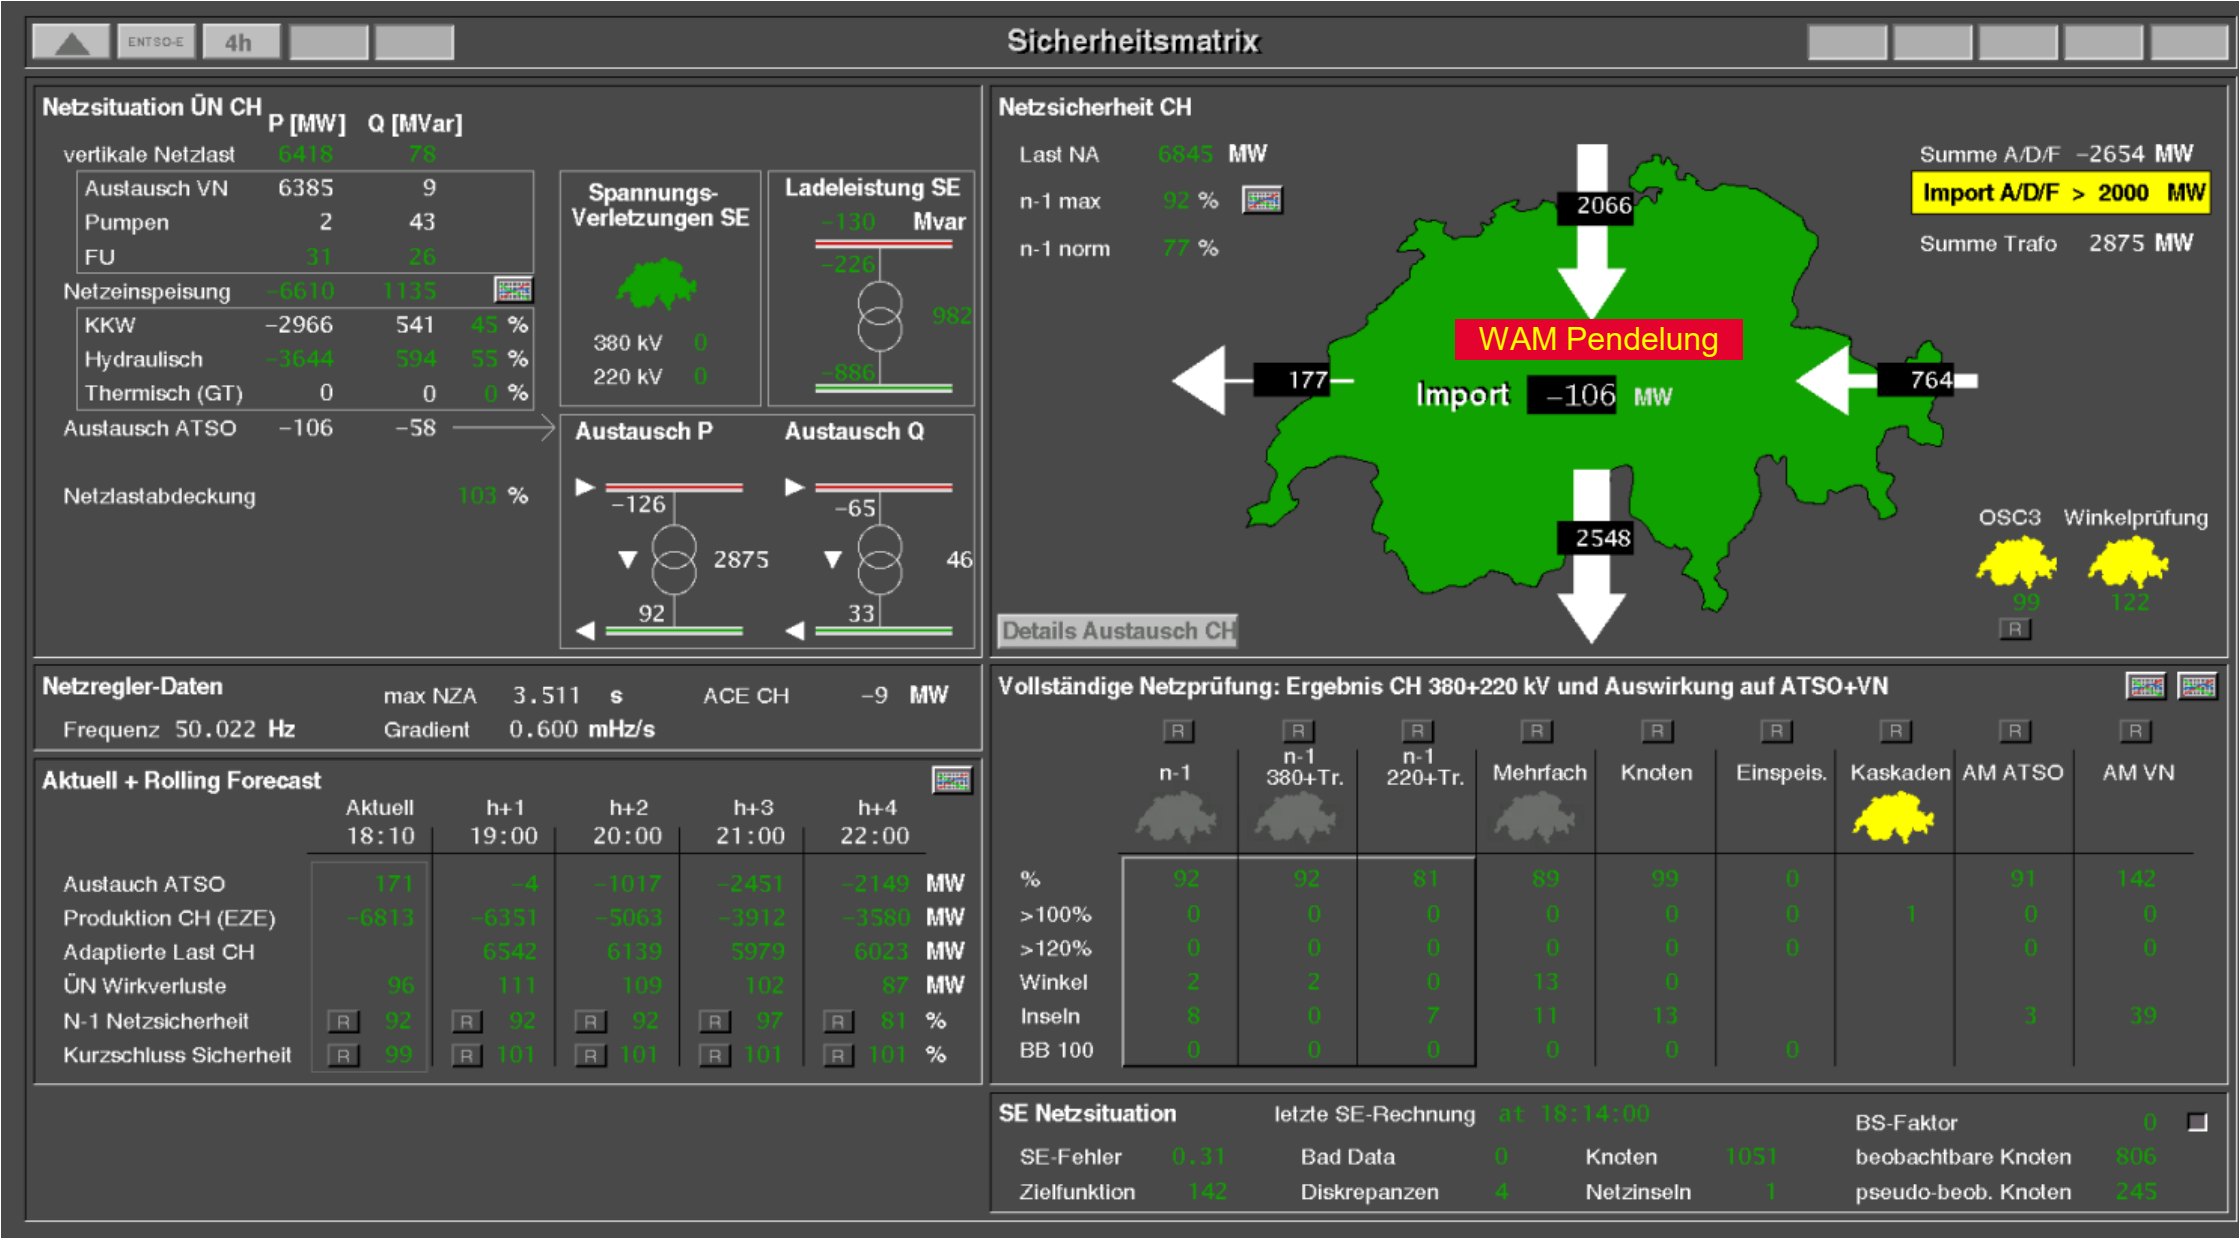 ENTSO-E 4h Sicherheitsmatrix
Netzsituation ÜN CH
P [MW] Q [MVar]
vertikale Netzlast 6418 78
Austausch VN 6385 9
Pumpen 2 43
FU 31 26
Netzeinspeisung -6610 1135
KKW -2966 541 45 %
Hydraulisch -3644 594 55 %
Thermisch (GT) 0 0 0 %
Austausch ATSO -106 -58
Netzlastabdeckung 103 %
Spannungs-
Verletzungen SE
380 kV 0
220 kV 0
Ladeleistung SE
-130 Mvar
-226
982
-886
Austausch P
-126
2875
92
Austausch Q
-65
46
33
Netzsicherheit CH
Last NA 6845 MW
n-1 max 92 %
n-1 norm 77 %
Summe A/D/F -2654 MW
Import A/D/F > 2000 MW
Summe Trafo 2875 MW
2066
WAM Pendelung
177
764
Import -106 MW
2548
OSC3 Winkelprüfung
99 122
R
Details Austausch CH
Netzregler-Daten
max NZA 3.511 s ACE CH -9 MW
Frequenz 50.022 Hz Gradient 0.600 mHz/s
Aktuell + Rolling Forecast
Aktuell h+1 h+2 h+3 h+4
18:10 19:00 20:00 21:00 22:00
Austauch ATSO 171 -4 -1017 -2451 -2149 MW
Produktion CH (EZE) -6813 -6351 -5063 -3912 -3580 MW
Adaptierte Last CH 6542 6139 5979 6023 MW
ÜN Wirkverluste 96 111 109 102 87 MW
N-1 Netzsicherheit R 92 R 92 R 92 R 97 R 81 %
Kurzschluss Sicherheit R 99 R 101 R 101 R 101 R 101 %
Vollständige Netzprüfung: Ergebnis CH 380+220 kV und Auswirkung auf ATSO+VN
R R R R R R R R R
n-1 n-1 380+Tr. n-1 220+Tr. Mehrfach Knoten Einspeis. Kaskaden AM ATSO AM VN
% 92 92 81 89 99 0 91 142
>100% 0 0 0 0 0 0 1 0 0
>120% 0 0 0 0 0 0 0 0
Winkel 2 2 0 13 0
Inseln 8 0 7 11 13 3 39
BB 100 0 0 0 0 0 0
SE Netzsituation letzte SE-Rechnung at 18:14:00 BS-Faktor 0
SE-Fehler 0.31 Bad Data 0 Knoten 1051 beobachtbare Knoten 806
Zielfunktion 142 Diskrepanzen 4 Netzinseln 1 pseudo-beob. Knoten 245